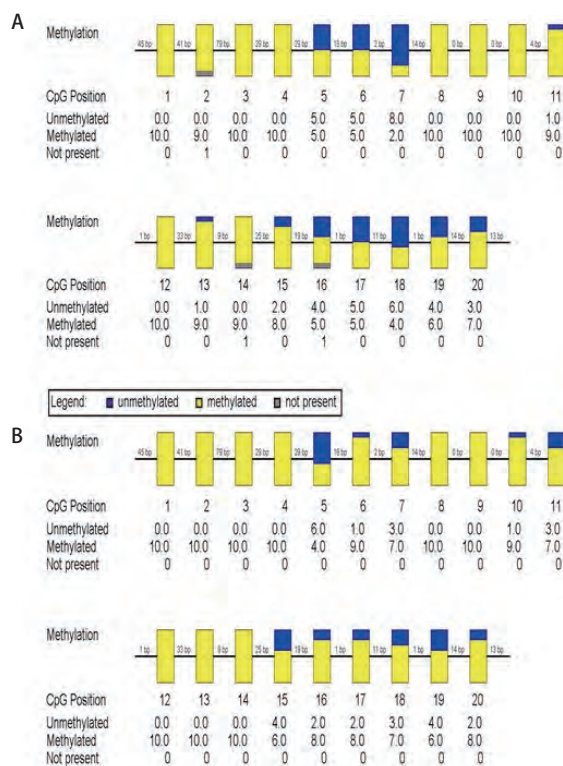 A
Methylation
45 bp 41 bp 79 bp 29 bp 29 bp 16 bp 2 bp 14 bp 0 bp 0 bp 4 bp
CpG Position 1 2 3 4 5 6 7 8 9 10 11
Unmethylated 0.0 0.0 0.0 0.0 5.0 5.0 8.0 0.0 0.0 0.0 1.0
Methylated 10.0 9.0 10.0 10.0 5.0 5.0 2.0 10.0 10.0 10.0 9.0
Not present 0 1 0 0 0 0 0 0 0 0 0
Methylation
1 bp 33 bp 9 bp 25 bp 19 bp 1 bp 11 bp 1 bp 14 bp 13 bp
CpG Position 12 13 14 15 16 17 18 19 20
Unmethylated 0.0 1.0 0.0 2.0 4.0 5.0 6.0 4.0 3.0
Methylated 10.0 9.0 9.0 8.0 5.0 5.0 4.0 6.0 7.0
Not present 0 0 1 0 1 0 0 0 0
Legend: unmethylated methylated not present
B
Methylation
45 bp 41 bp 79 bp 29 bp 29 bp 16 bp 2 bp 14 bp 0 bp 0 bp 4 bp
CpG Position 1 2 3 4 5 6 7 8 9 10 11
Unmethylated 0.0 0.0 0.0 0.0 6.0 1.0 3.0 0.0 0.0 1.0 3.0
Methylated 10.0 10.0 10.0 10.0 4.0 9.0 7.0 10.0 10.0 9.0 7.0
Not present 0 0 0 0 0 0 0 0 0 0 0
Methylation
1 bp 33 bp 9 bp 25 bp 19 bp 1 bp 11 bp 1 bp 14 bp 13 bp
CpG Position 12 13 14 15 16 17 18 19 20
Unmethylated 0.0 0.0 0.0 4.0 2.0 2.0 3.0 4.0 2.0
Methylated 10.0 10.0 10.0 6.0 8.0 8.0 7.0 6.0 8.0
Not present 0 0 0 0 0 0 0 0 0